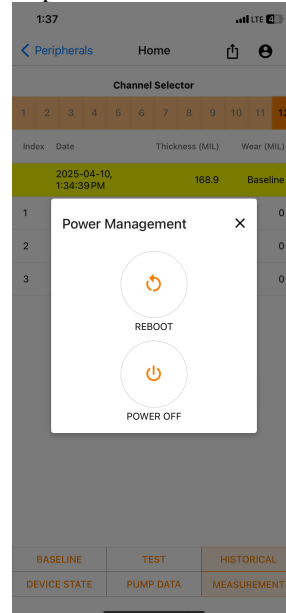 1:37
LTE
Peripherals Home
Channel Selector
1 2 3 4 5 6 7 8 9 10 11 12
Index Date Thickness (MIL) Wear (MIL)
2025-04-10,
1:34:39 PM 168.9 Baseline
1 0
Power Management
2 0
3 0
REBOOT
POWER OFF
BASELINE TEST HISTORICAL
DEVICE STATE PUMP DATA MEASUREMENT